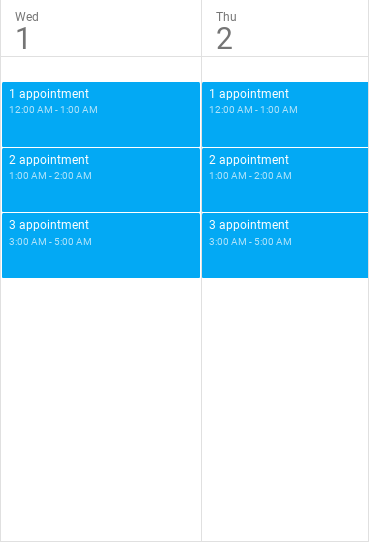 Wed
1
1 appointment
12:00 AM - 1:00 AM
2 appointment
1:00 AM - 2:00 AM
3 appointment
3:00 AM - 5:00 AM
Thu
2
1 appointment
12:00 AM - 1:00 AM
2 appointment
1:00 AM - 2:00 AM
3 appointment
3:00 AM - 5:00 AM